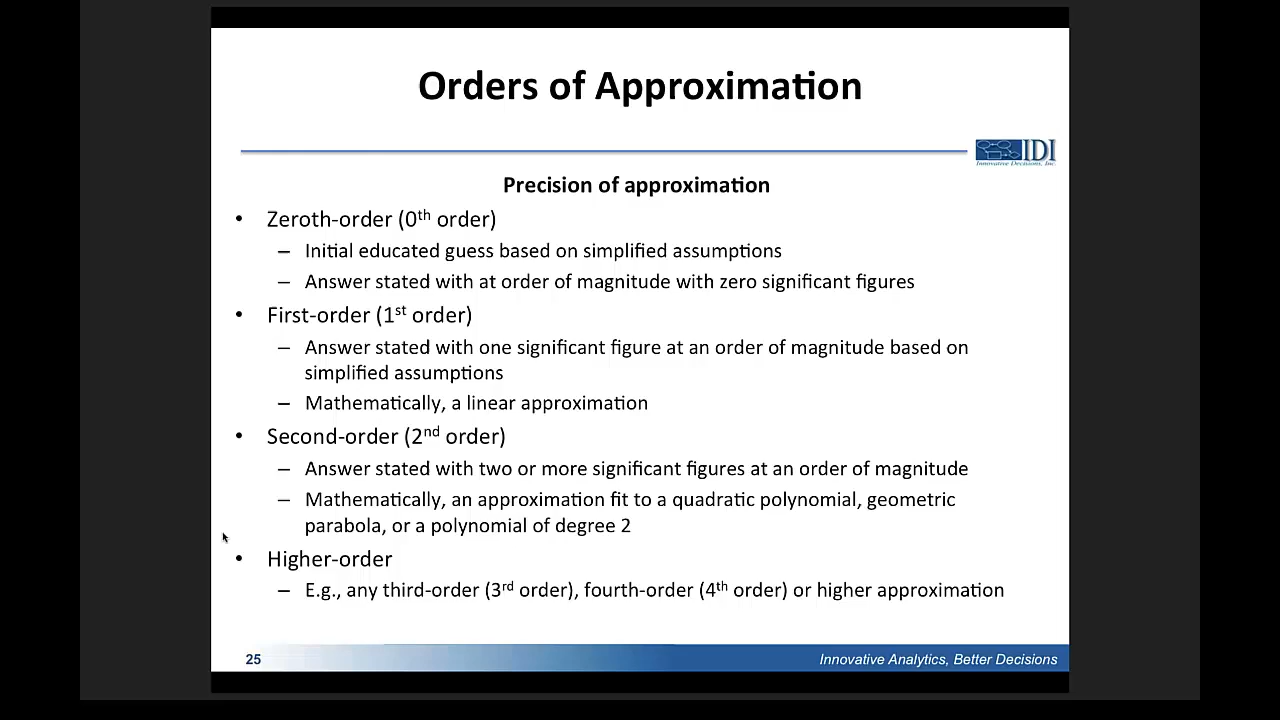 Orders of Approximation
IDI
Innovative Decisions, Inc.
Precision of approximation
• Zeroth-order (0th order)
– Initial educated guess based on simplified assumptions
– Answer stated with at order of magnitude with zero significant figures
• First-order (1st order)
– Answer stated with one significant figure at an order of magnitude based on
simplified assumptions
– Mathematically, a linear approximation
• Second-order (2nd order)
– Answer stated with two or more significant figures at an order of magnitude
– Mathematically, an approximation fit to a quadratic polynomial, geometric
parabola, or a polynomial of degree 2
• Higher-order
– E.g., any third-order (3rd order), fourth-order (4th order) or higher approximation
25
Innovative Analytics, Better Decisions